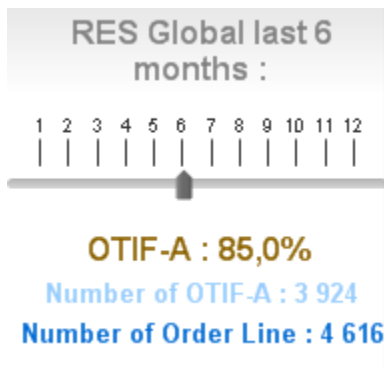 RES Global last 6
months :
1 2 3 4 5 6 7 8 9 10 11 12
OTIF-A : 85,0%
Number of OTIF-A : 3 924
Number of Order Line : 4 616